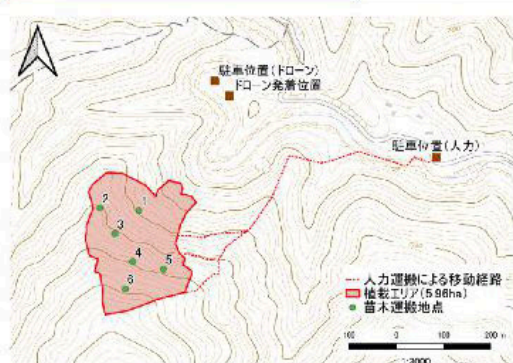 駐車位置(ドローン)
ドローン発着位置
駐車位置(人力)
2
1
3
4
5
6
人力運搬による移動経路
植栽エリア(5.96ha)
苗木運搬地点
100 0 100 200 m
1:3000